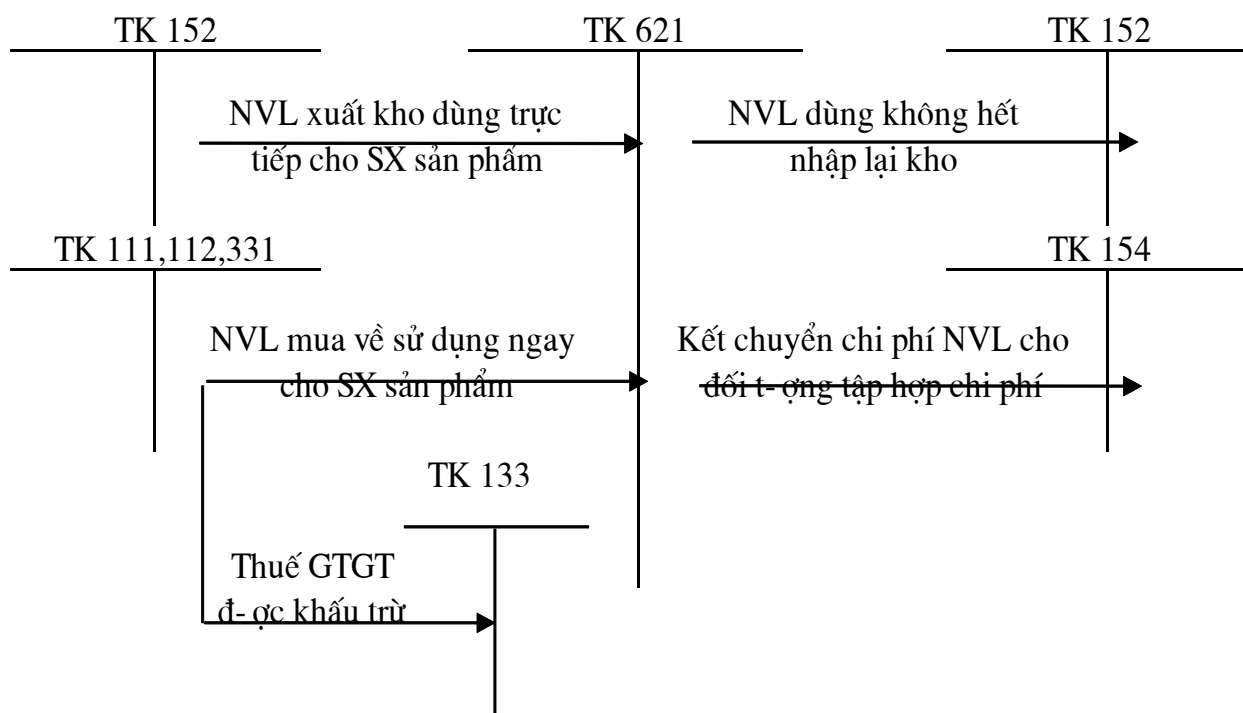 TK 152
TK 621
TK 152
NVL xuất kho dùng trực
tiếp cho SX sản phẩm
NVL dùng không hết
nhập lại kho
TK 111,112,331
TK 154
NVL mua về sử dụng ngay
cho SX sản phẩm
Kết chuyển chi phí NVL cho
đối t- ợng tập hợp chi phí
TK 133
Thuế GTGT
đ- ợc khấu trừ